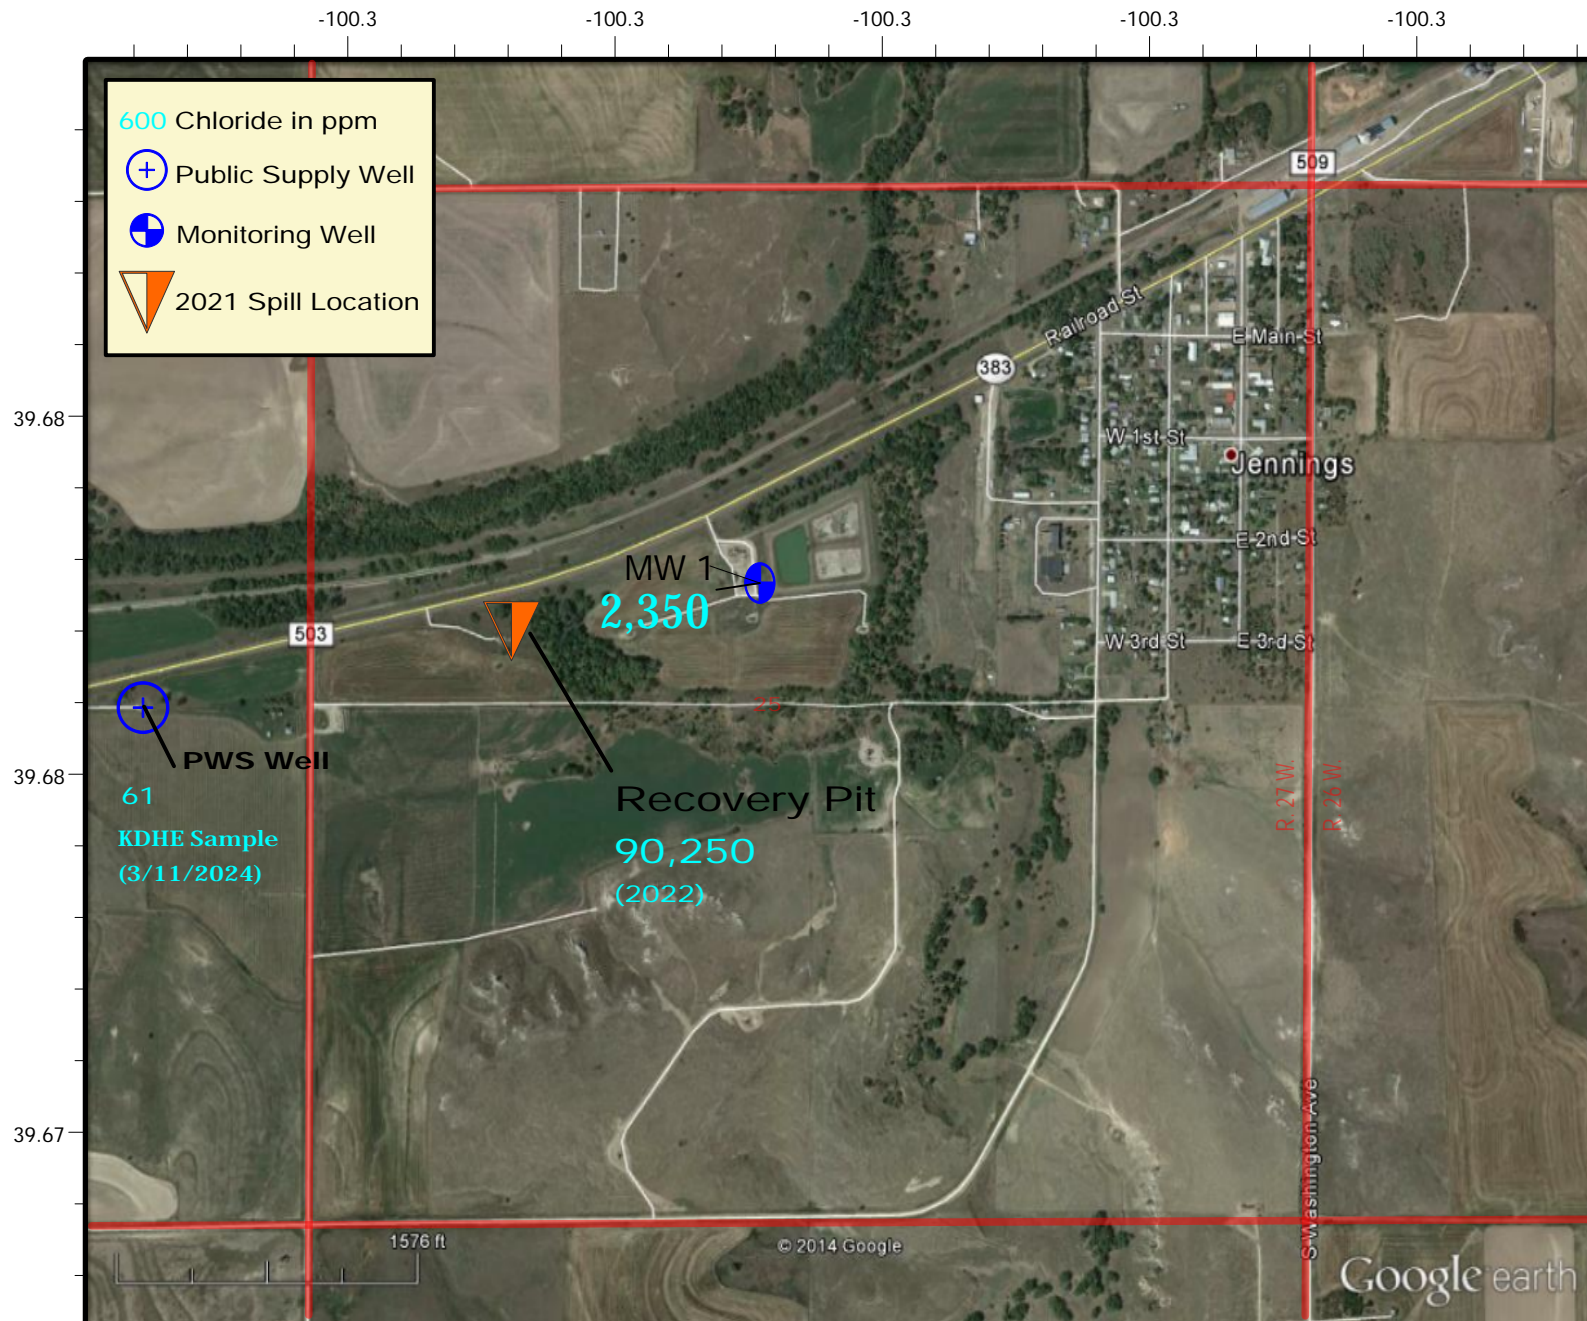 -100.3 -100.3 -100.3 -100.3 -100.3
600 Chloride in ppm
Public Supply Well
Monitoring Well
2021 Spill Location
509
Railroad St
E Main St
383
39.68
W 1st St
Jennings
E 2nd St
MW 1
2,350
503
W 3rd St
E 3rd St
25
PWS Well
39.68
61
KDHE Sample
(3/11/2024)
Recovery Pit
90,250
(2022)
R. 27 W.
R. 26 W.
39.67
S Washington Ave
1576 ft
© 2014 Google
Google earth